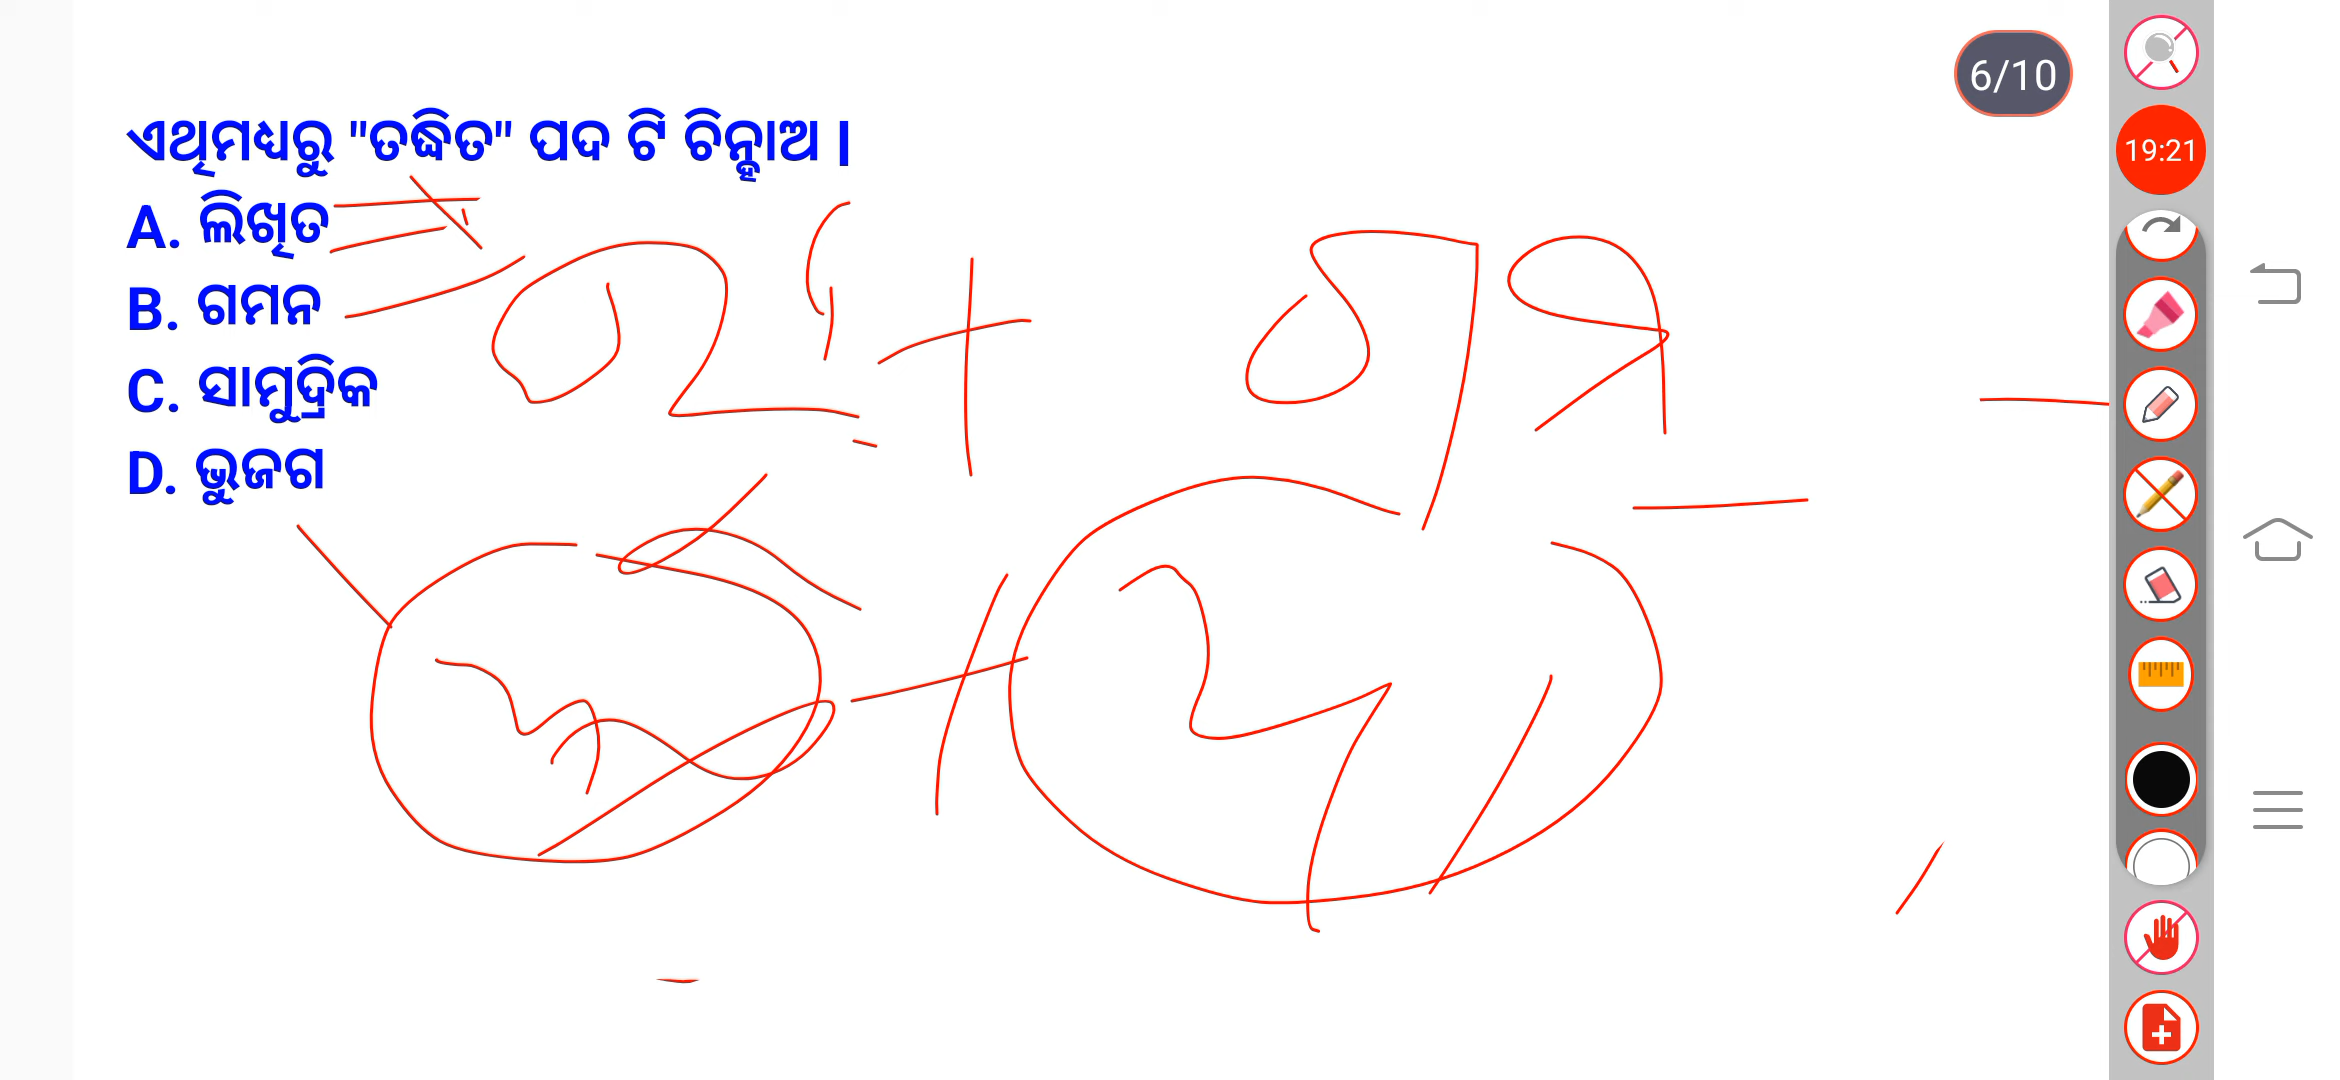 6/10
ଏଥିମଧ୍ୟରୁ "ତଦ୍ଧିତ" ପଦ ଟି ଚିହ୍ନାଅ |
19:21
A. ଲିଖିତ
B. ଗମନ
C. ସାମୁଦ୍ରିକ
D. ଭୁଜଗ